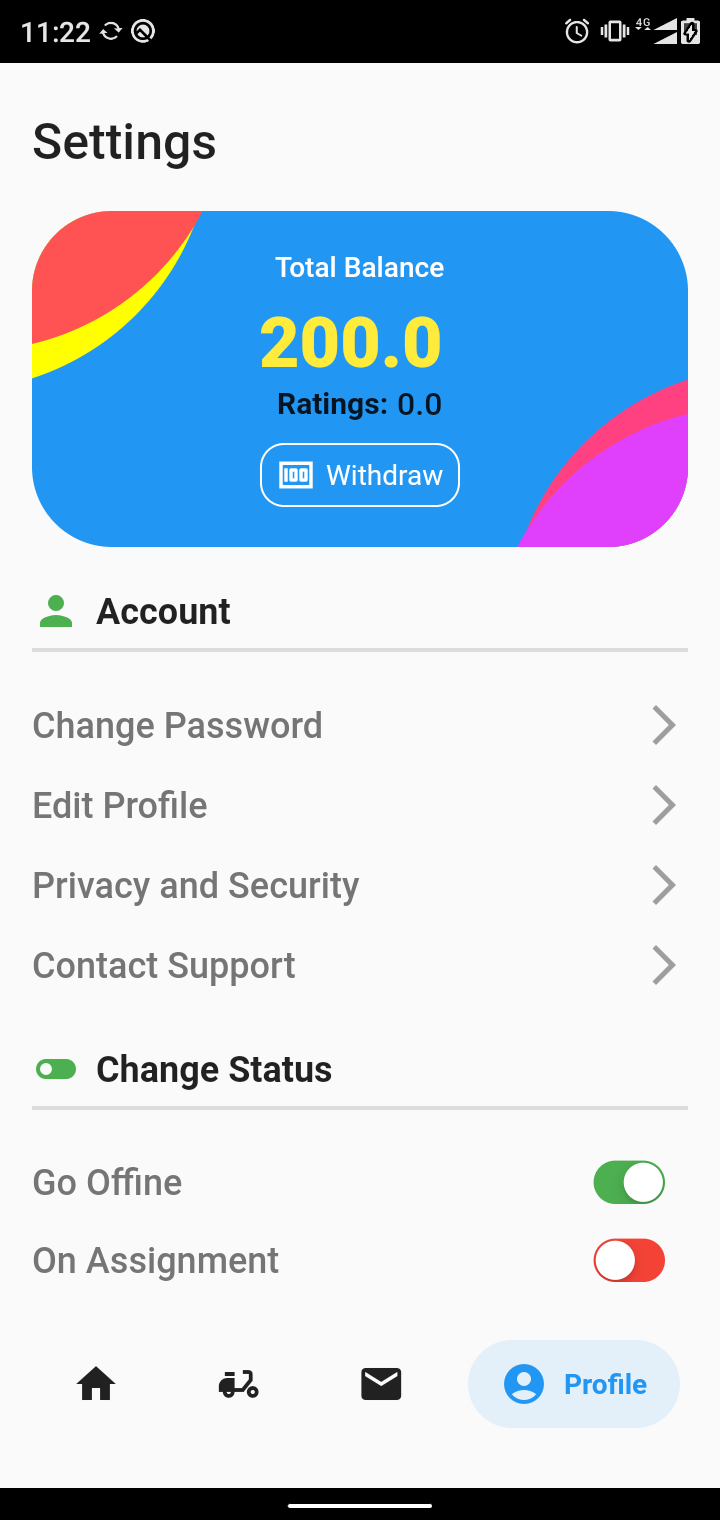 11:22
4G
Settings
Total Balance
200.0
Ratings: 0.0
100 Withdraw
Account
Change Password
Edit Profile
Privacy and Security
Contact Support
Change Status
Go Offine
On Assignment
Profile